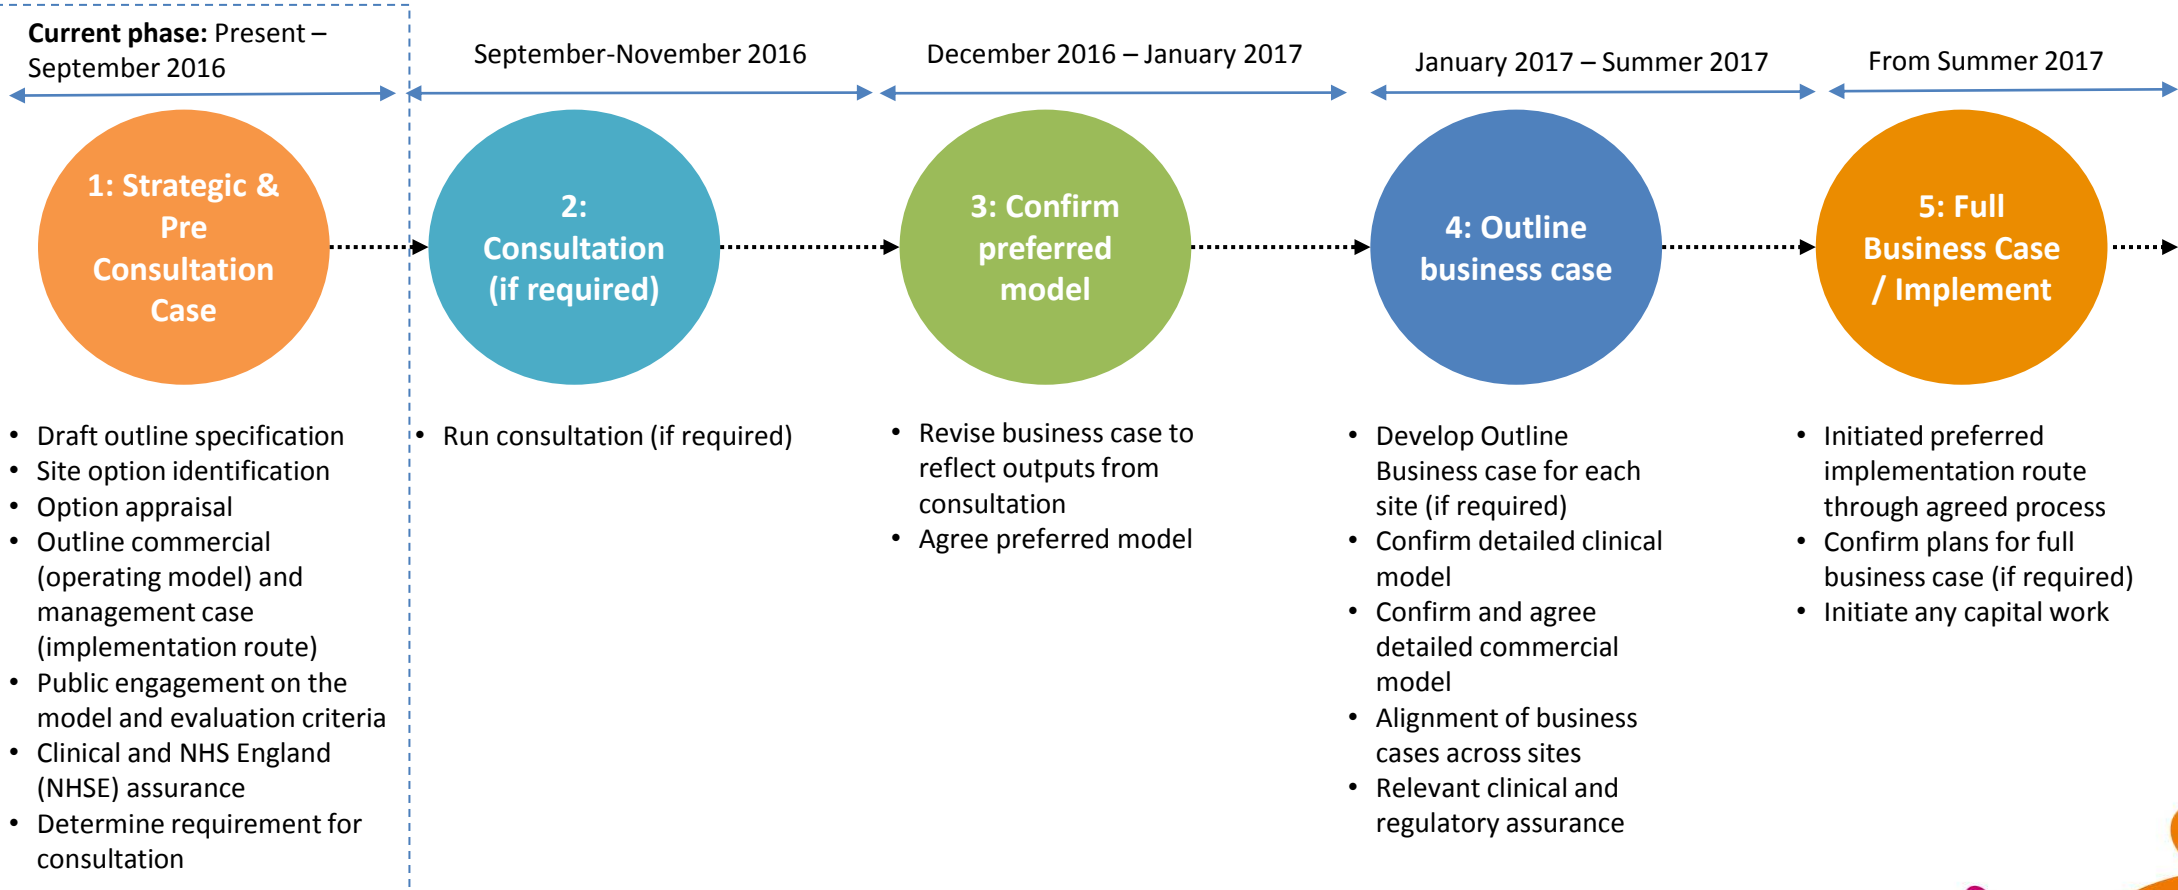 Current phase: Present –
September 2016
September-November 2016
December 2016 – January 2017
January 2017 – Summer 2017
From Summer 2017
1: Strategic &
Pre
Consultation
Case
2:
Consultation
(if required)
3: Confirm
preferred
model
4: Outline
business case
5: Full
Business Case
/ Implement
• Draft outline specification
• Site option identification
• Option appraisal
• Outline commercial
(operating model) and
management case
(implementation route)
• Public engagement on the
model and evaluation criteria
• Clinical and NHS England
(NHSE) assurance
• Determine requirement for
consultation
• Run consultation (if required)
• Revise business case to
reflect outputs from
consultation
• Agree preferred model
• Develop Outline
Business case for each
site (if required)
• Confirm detailed clinical
model
• Confirm and agree
detailed commercial
model
• Alignment of business
cases across sites
• Relevant clinical and
regulatory assurance
• Initiated preferred
implementation route
through agreed process
• Confirm plans for full
business case (if required)
• Initiate any capital work